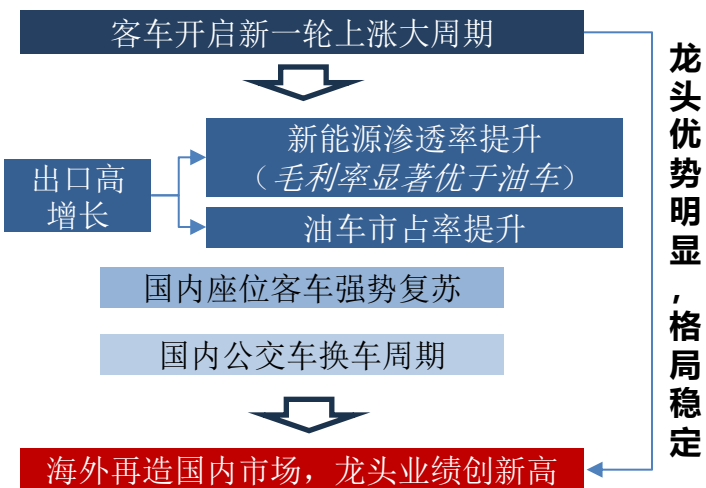 客车开启新一轮上涨大周期
出口高
增长
新能源渗透率提升
（毛利率显著优于油车）
油车市占率提升
国内座位客车强势复苏
国内公交车换车周期
海外再造国内市场，龙头业绩创新高
龙头优势明显，格局稳定